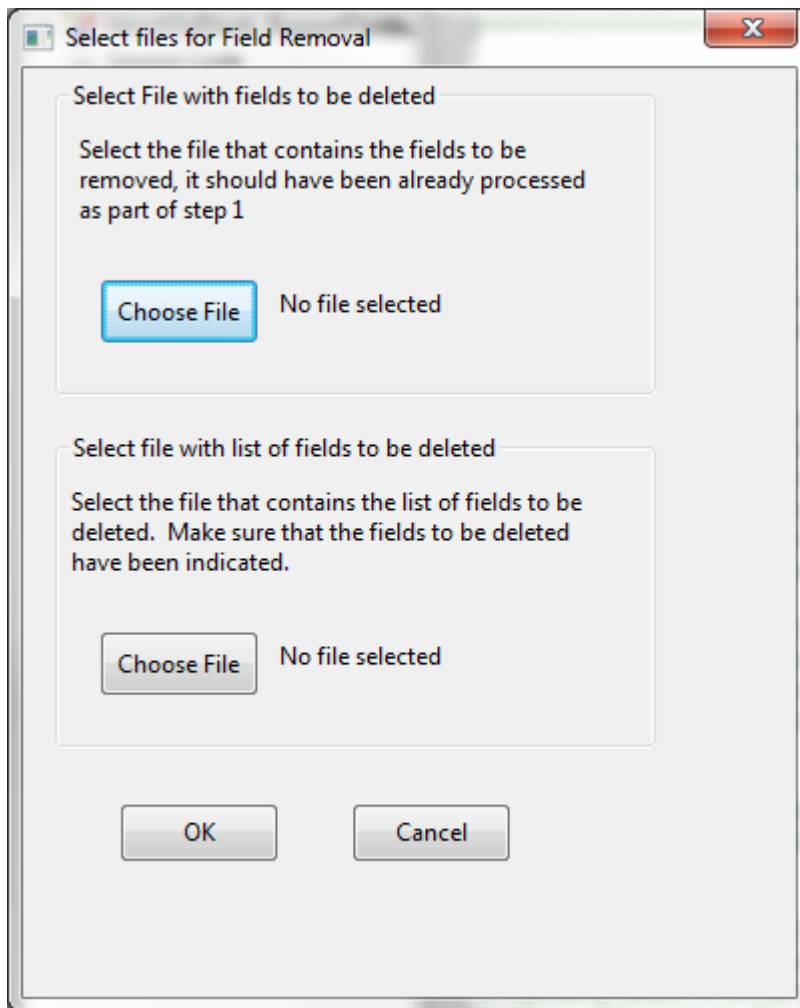 Select files for Field Removal
Select File with fields to be deleted
Select the file that contains the fields to be
removed, it should have been already processed
as part of step 1
Choose File
No file selected
Select file with list of fields to be deleted
Select the file that contains the list of fields to be
deleted.  Make sure that the fields to be deleted
have been indicated.
Choose File
No file selected
OK
Cancel